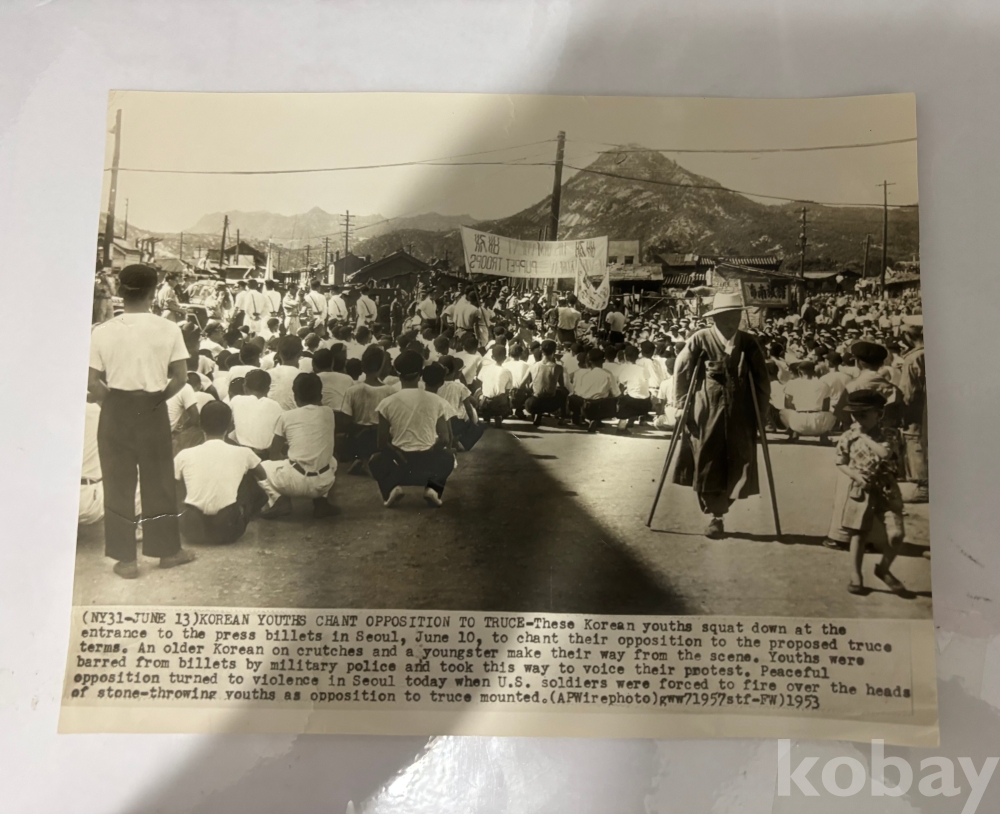 PUPPET TROOPS
(NY31-JUNE 13)KOREAN YOUTHS CHANT OPPOSITION TO TRUCE-These Korean youths squat down at the
entrance to the press billets in Seoul, June 10, to chant their opposition to the proposed truce
terms. An older Korean on crutches and a youngster make their way from the scene. Youths were
barred from billets by military police and took this way to voice their protest. Peaceful
opposition turned to violence in Seoul today when U.S. soldiers were forced to fire over the heads
of stone-throwing youths as opposition to truce mounted.(APWirephoto)gww71957stf-FW)1953
kobay